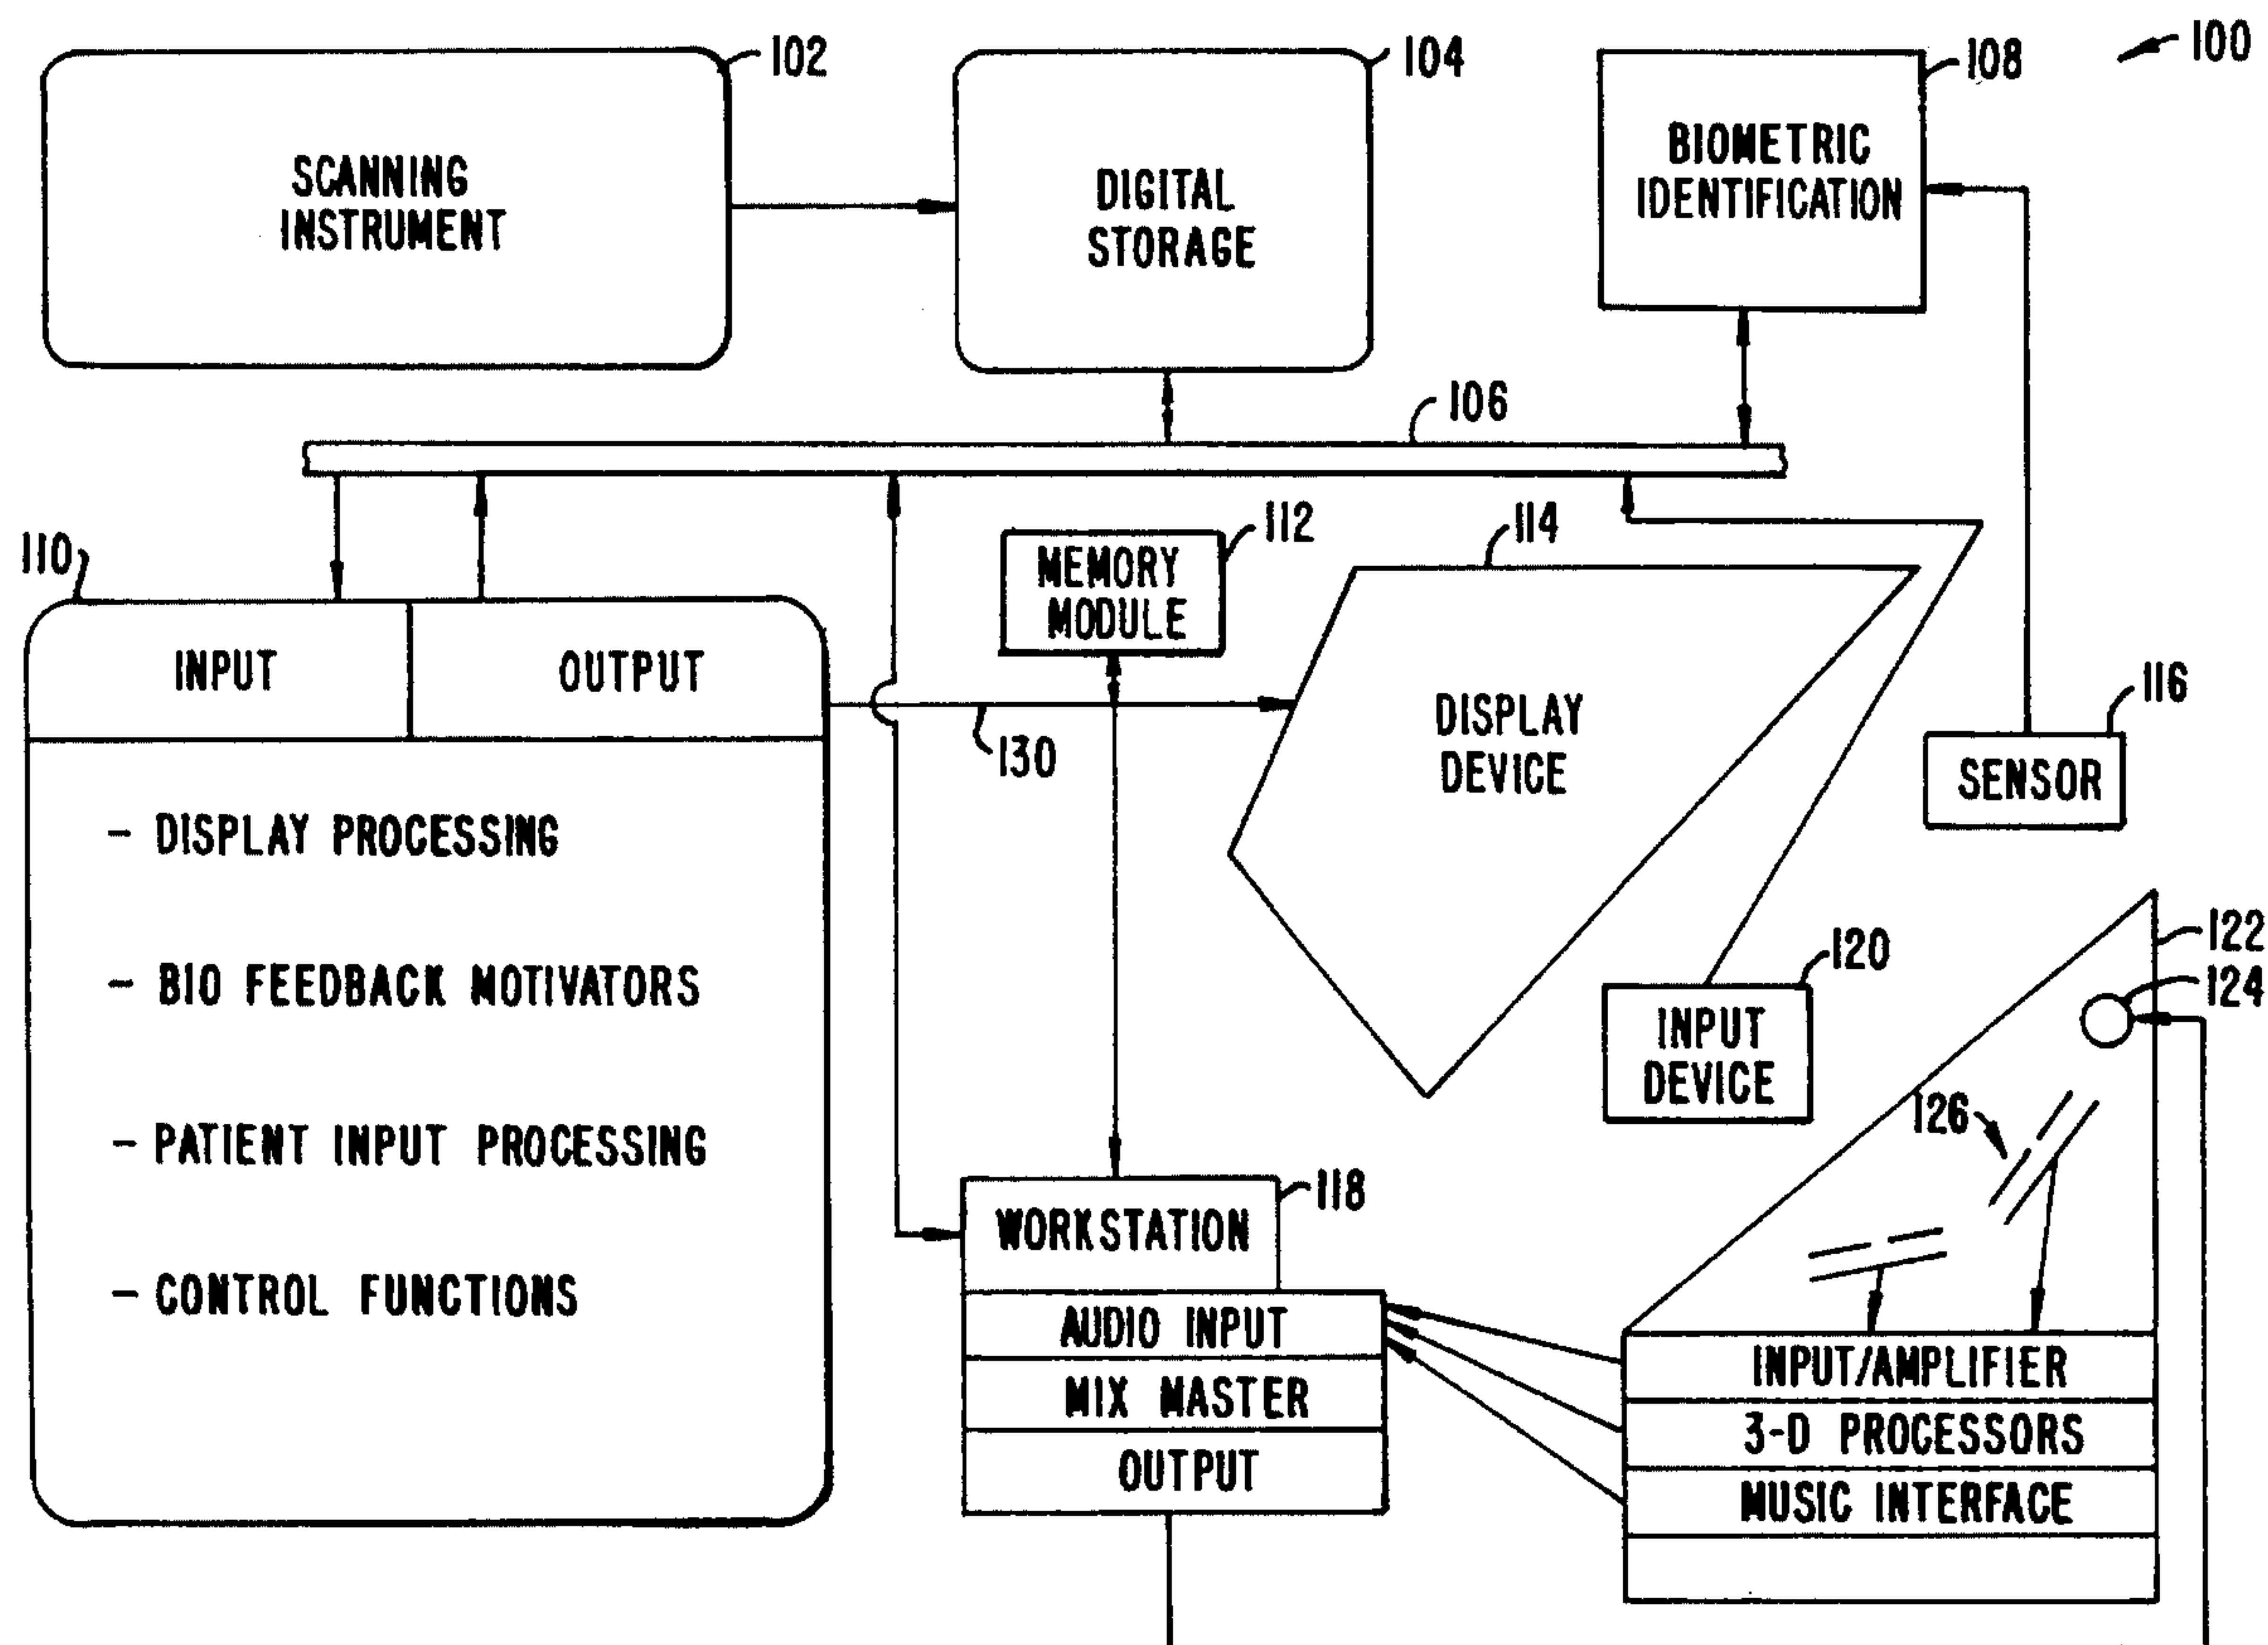 102
104
108
100
SCANNING
INSTRUMENT
DIGITAL
STORAGE
BIOMETRIC
IDENTIFICATION
106
110
112
114
MEMORY
MODULE
INPUT
OUTPUT
130
DISPLAY
DEVICE
116
SENSOR
- DISPLAY PROCESSING
- BIO FEEDBACK MOTIVATORS
- PATIENT INPUT PROCESSING
- CONTROL FUNCTIONS
120
INPUT
DEVICE
122
124
126
118
WORKSTATION
AUDIO INPUT
MIX MASTER
OUTPUT
INPUT/AMPLIFIER
3-D PROCESSORS
MUSIC INTERFACE